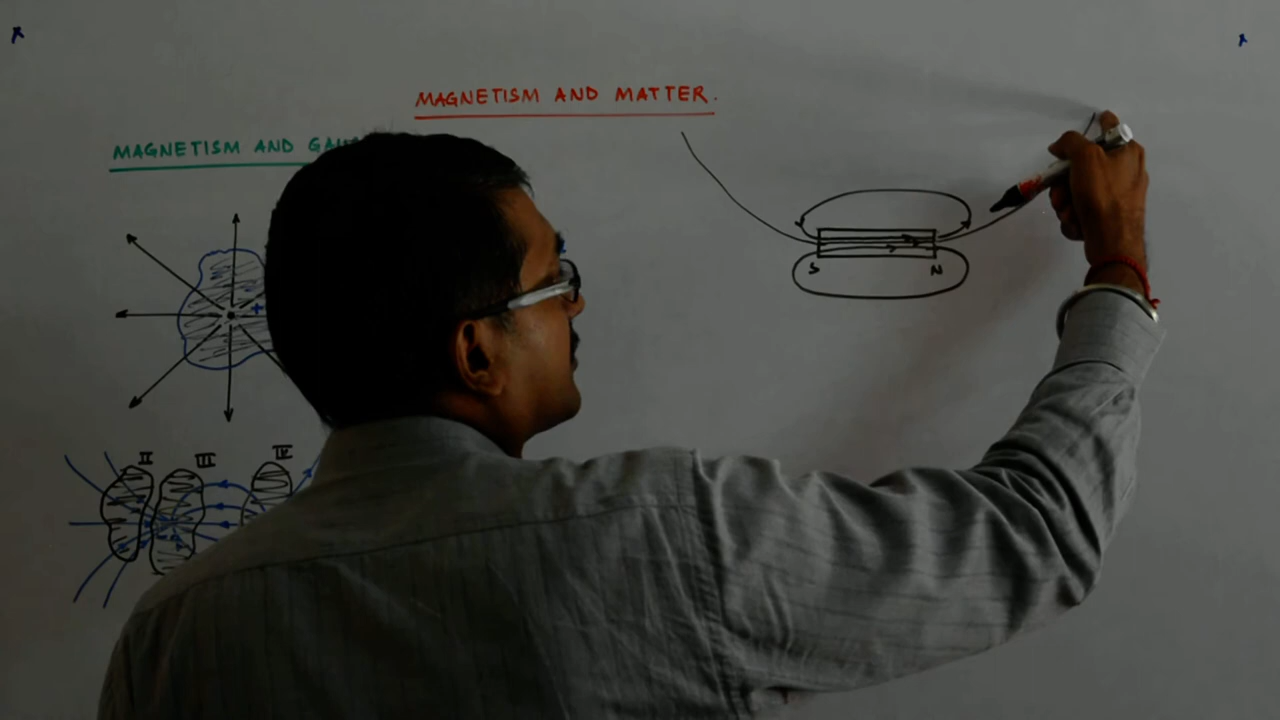 MAGNETISM AND MATTER.
MAGNETISM AND
S N
II III IV
+